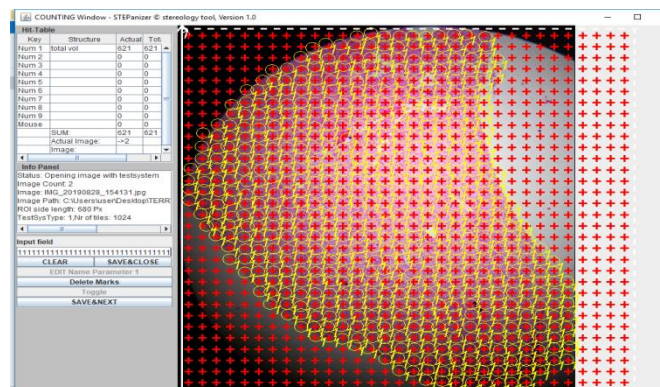 COUNTING Window - STEPanizer © stereology tool, Version 1.0
Hit-Table
Key Structure Actual Tot
Num 1 total vol 621 621
Num 2 0 0
Num 3 0 0
Num 4 0 0
Num 5 0 0
Num 6 0 0
Num 7 0 0
Num 8 0 0
Num 9 0 0
Mouse 0 0
SUM: 621 621
Actual Image: ->2
Image:
Info Panel
Status: Opening image with testsystem
Image Count: 2
Image: IMG_20190828_154131.jpg
Image Path: C:\Users\user\Desktop\TERR
ROI side length: 680 Px
TestSysType: 1,Nr of tiles: 1024
Input field
CLEAR SAVE&CLOSE
EDIT Name Parameter 1
Delete Marks
Toggle
SAVE&NEXT